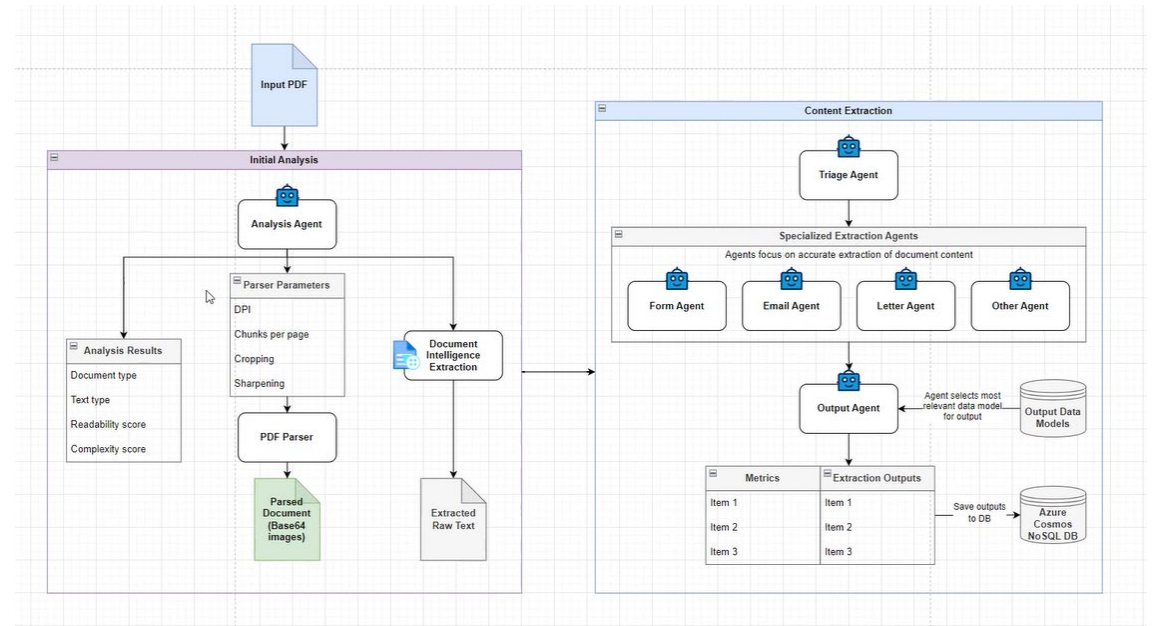 Input PDF
Initial Analysis
Analysis Agent
Parser Parameters
DPI
Chunks per page
Cropping
Sharpening
Analysis Results
Document type
Text type
Readability score
Complexity score
Document
Intelligence
Extraction
PDF Parser
Parsed
Document
(Base64
images)
Extracted
Raw Text
Content Extraction
Triage Agent
Specialized Extraction Agents
Agents focus on accurate extraction of document content
Form Agent
Email Agent
Letter Agent
Other Agent
Output Agent
Agent selects most
relevant data model
for output
Output Data
Models
Metrics
Item 1
Item 2
Item 3
Extraction Outputs
Item 1
Item 2
Item 3
Save outputs
to DB
Azure
Cosmos
NoSQL DB